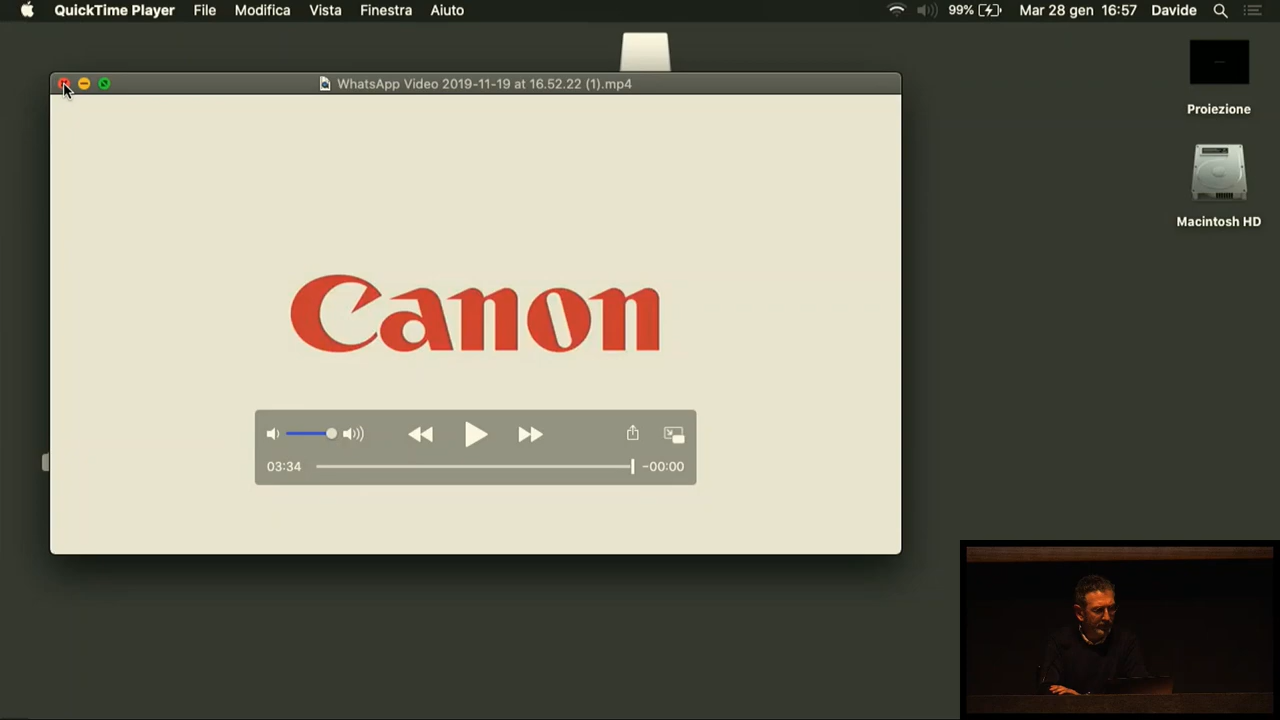 QuickTime Player File Modifica Vista Finestra Aiuto 99% Mar 28 gen 16:57 Davide
WhatsApp Video 2019-11-19 at 16.52.22 (1).mp4
Proiezione
Macintosh HD
Canon
03:34 -00:00